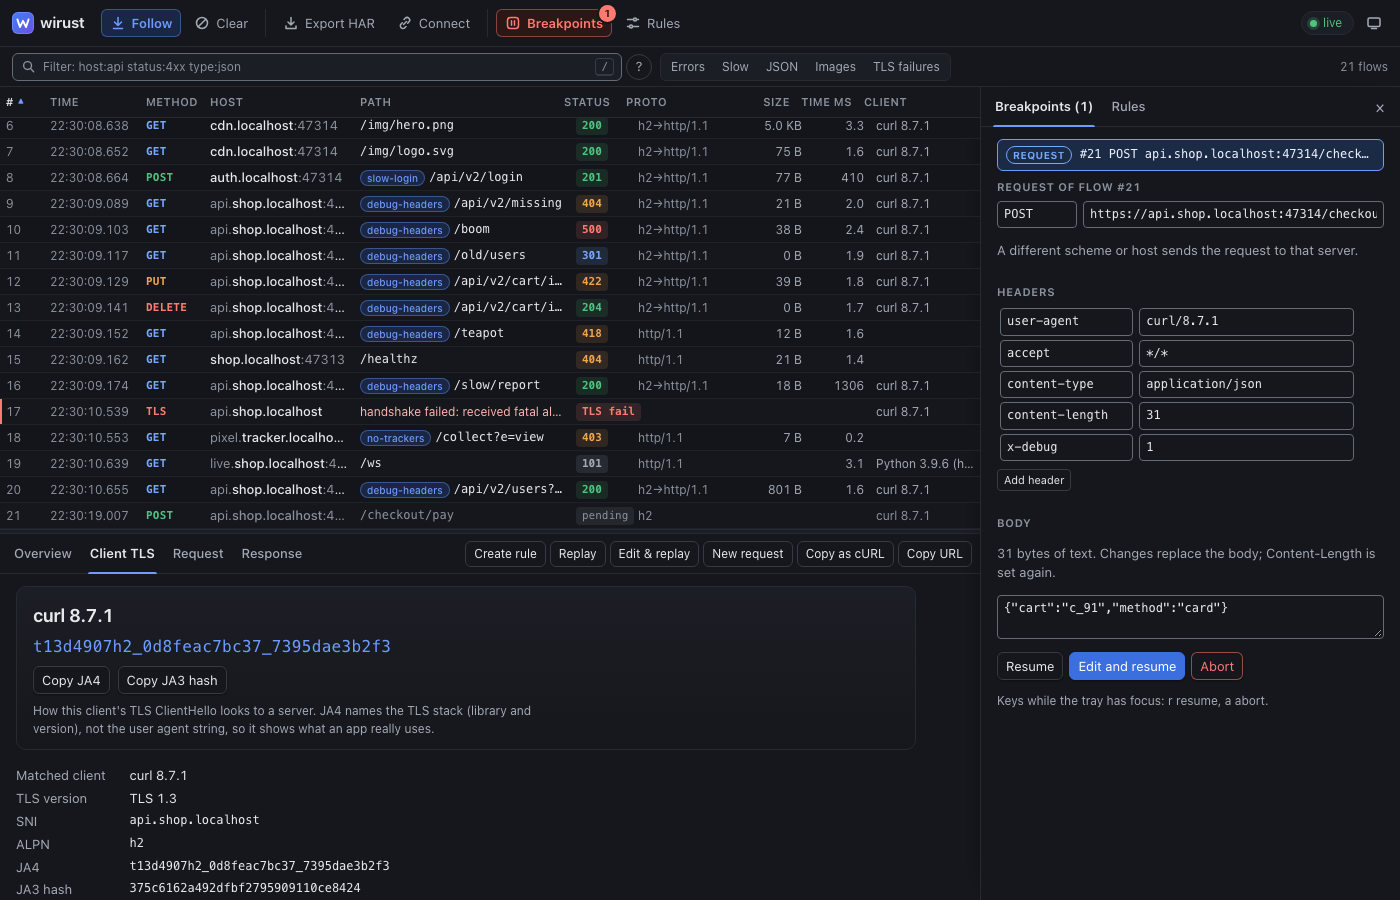 wirust Follow Clear Export HAR Connect Breakpoints 1 Rules live
Filter: host:api status:4xx type:json / ? Errors Slow JSON Images TLS failures 21 flows
# ▲ TIME METHOD HOST PATH STATUS PROTO SIZE TIME MS CLIENT
6 22:30:08.638 GET cdn.localhost:47314 /img/hero.png 200 h2→http/1.1 5.0 KB 3.3 curl 8.7.1
7 22:30:08.652 GET cdn.localhost:47314 /img/logo.svg 200 h2→http/1.1 75 B 1.6 curl 8.7.1
8 22:30:08.664 POST auth.localhost:47314 slow-login /api/v2/login 201 h2→http/1.1 77 B 410 curl 8.7.1
9 22:30:09.089 GET api.shop.localhost:4... debug-headers /api/v2/missing 404 h2→http/1.1 21 B 2.0 curl 8.7.1
10 22:30:09.103 GET api.shop.localhost:4... debug-headers /boom 500 h2→http/1.1 38 B 2.4 curl 8.7.1
11 22:30:09.117 GET api.shop.localhost:4... debug-headers /old/users 301 h2→http/1.1 0 B 1.9 curl 8.7.1
12 22:30:09.129 PUT api.shop.localhost:4... debug-headers /api/v2/cart/i... 422 h2→http/1.1 39 B 1.8 curl 8.7.1
13 22:30:09.141 DELETE api.shop.localhost:4... debug-headers /api/v2/cart/i... 204 h2→http/1.1 0 B 1.7 curl 8.7.1
14 22:30:09.152 GET api.shop.localhost:4... debug-headers /teapot 418 http/1.1 12 B 1.6
15 22:30:09.162 GET shop.localhost:47313 /healthz 404 http/1.1 21 B 1.4
16 22:30:09.174 GET api.shop.localhost:4... debug-headers /slow/report 200 h2→http/1.1 18 B 1306 curl 8.7.1
17 22:30:10.539 TLS api.shop.localhost handshake failed: received fatal al... TLS fail curl 8.7.1
18 22:30:10.553 GET pixel.tracker.localho... no-trackers /collect?e=view 403 http/1.1 7 B 0.2
19 22:30:10.639 GET live.shop.localhost:4... /ws 101 http/1.1 3.1 Python 3.9.6 (h...
20 22:30:10.655 GET api.shop.localhost:4... debug-headers /api/v2/users?... 200 h2→http/1.1 801 B 1.6 curl 8.7.1
21 22:30:19.007 POST api.shop.localhost:4... /checkout/pay pending h2 curl 8.7.1
Overview Client TLS Request Response Create rule Replay Edit & replay New request Copy as cURL Copy URL
curl 8.7.1
t13d4907h2_0d8feac7bc37_7395dae3b2f3
Copy JA4 Copy JA3 hash
How this client's TLS ClientHello looks to a server. JA4 names the TLS stack (library and
version), not the user agent string, so it shows what an app really uses.
Matched client curl 8.7.1
TLS version TLS 1.3
SNI api.shop.localhost
ALPN h2
JA4 t13d4907h2_0d8feac7bc37_7395dae3b2f3
JA3 hash 375c6162a492dfbf2795909110ce8424
Breakpoints (1) Rules ×
REQUEST #21 POST api.shop.localhost:47314/check...
REQUEST OF FLOW #21
POST https://api.shop.localhost:47314/checkou
A different scheme or host sends the request to that server.
HEADERS
user-agent curl/8.7.1
accept */*
content-type application/json
content-length 31
x-debug 1
Add header
BODY
31 bytes of text. Changes replace the body; Content-Length is
set again.
{"cart":"c_91","method":"card"}
Resume Edit and resume Abort
Keys while the tray has focus: r resume, a abort.